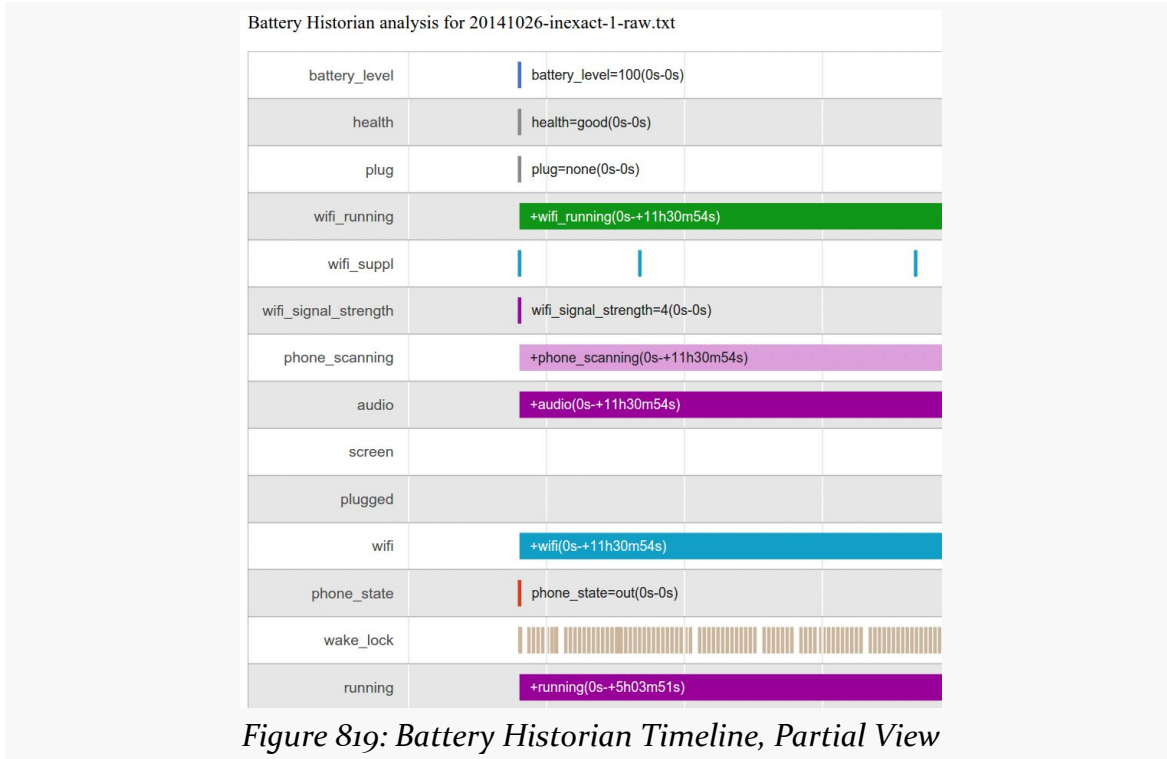 Battery Historian analysis for 20141026-inexact-1-raw.txt
battery_level battery_level=100(0s-0s)
health health=good(0s-0s)
plug plug=none(0s-0s)
wifi_running +wifi_running(0s-+11h30m54s)
wifi_suppl
wifi_signal_strength wifi_signal_strength=4(0s-0s)
phone_scanning +phone_scanning(0s-+11h30m54s)
audio +audio(0s-+11h30m54s)
screen
plugged
wifi +wifi(0s-+11h30m54s)
phone_state phone_state=out(0s-0s)
wake_lock
running +running(0s-+5h03m51s)
Figure 819: Battery Historian Timeline, Partial View